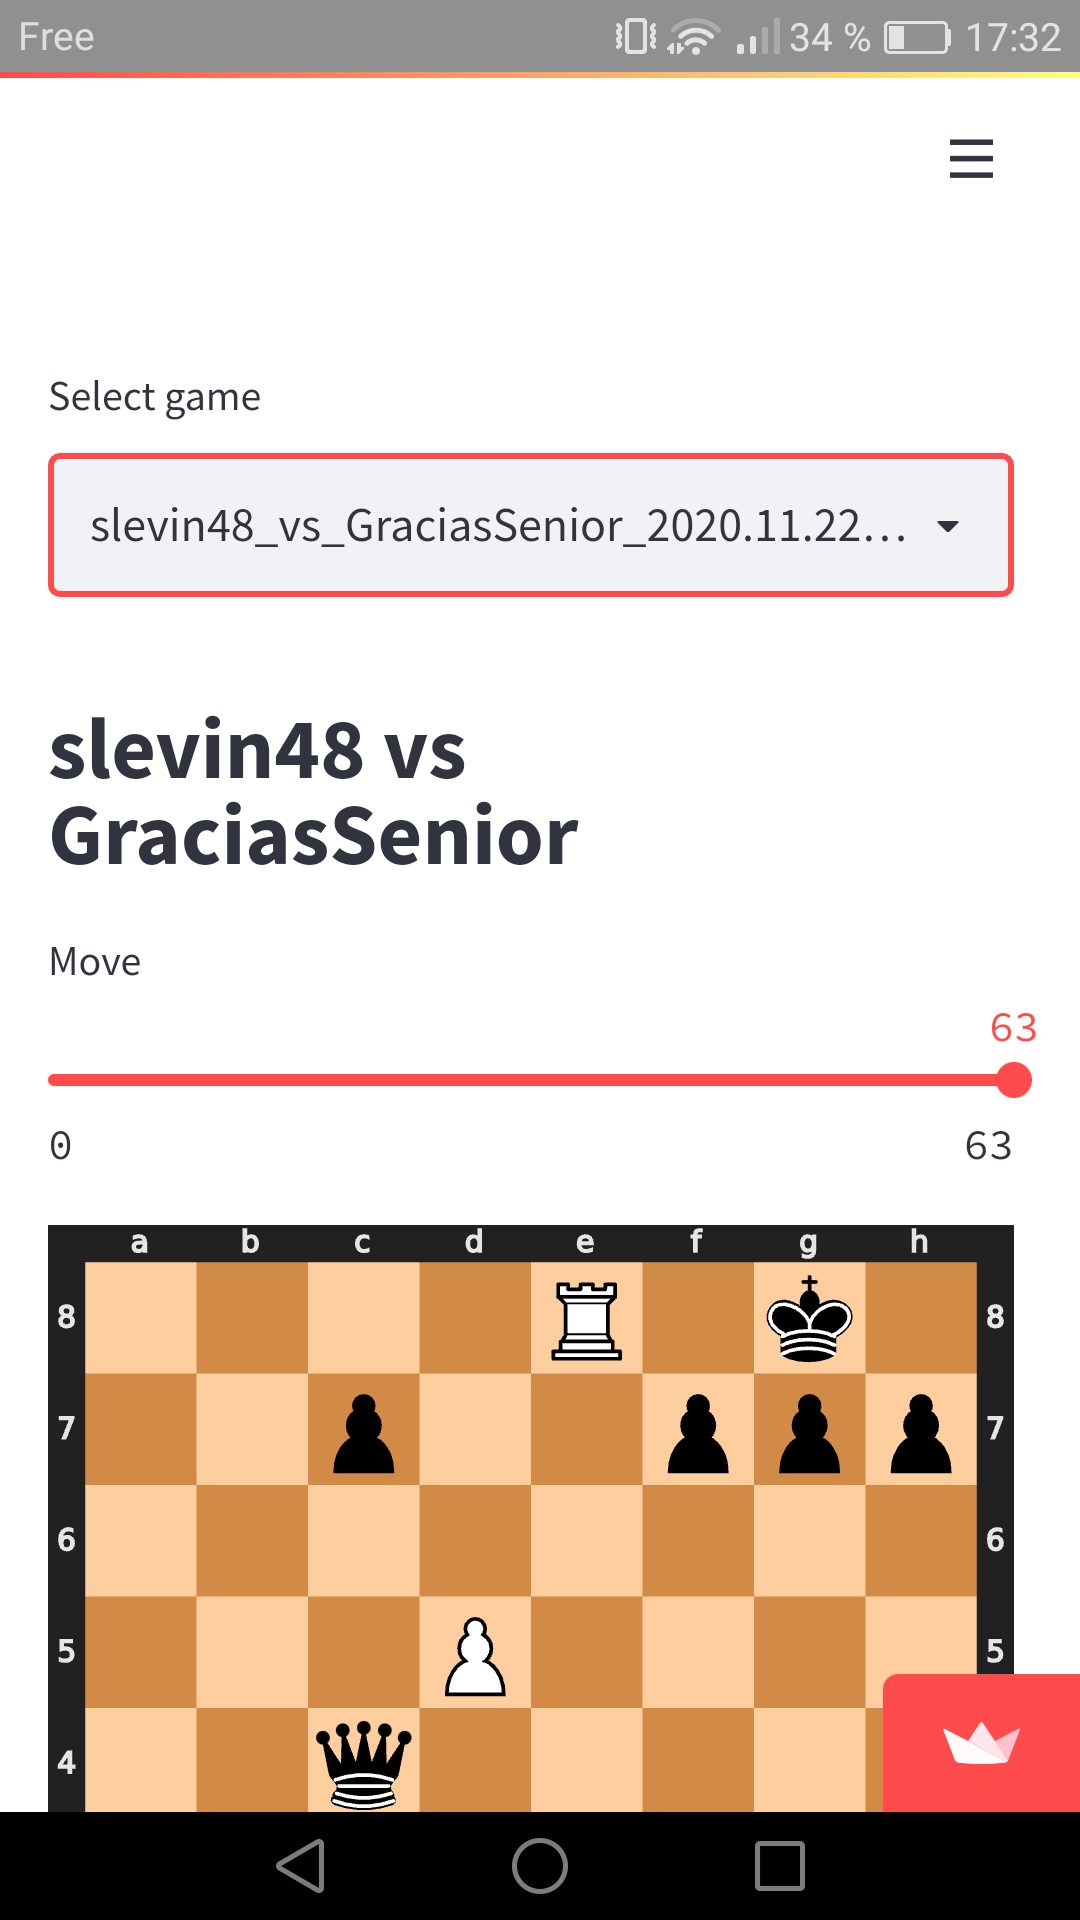 Free 34 % 17:32
Select game
slevin48_vs_GraciasSenior_2020.11.22...
slevin48 vs
GraciasSenior
Move
63
0 63
a b c d e f g h
8 8
7 7
6 6
5 5
4